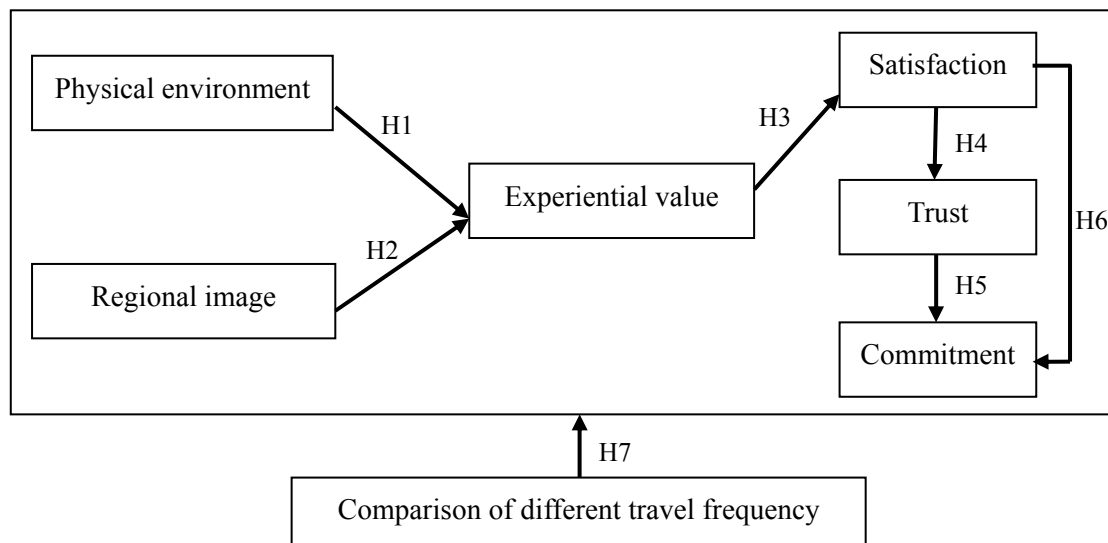 Physical environment
H1
Regional image
H2
Experiential value
H3
Satisfaction
H4
Trust
H5
Commitment
H6
H7
Comparison of different travel frequency